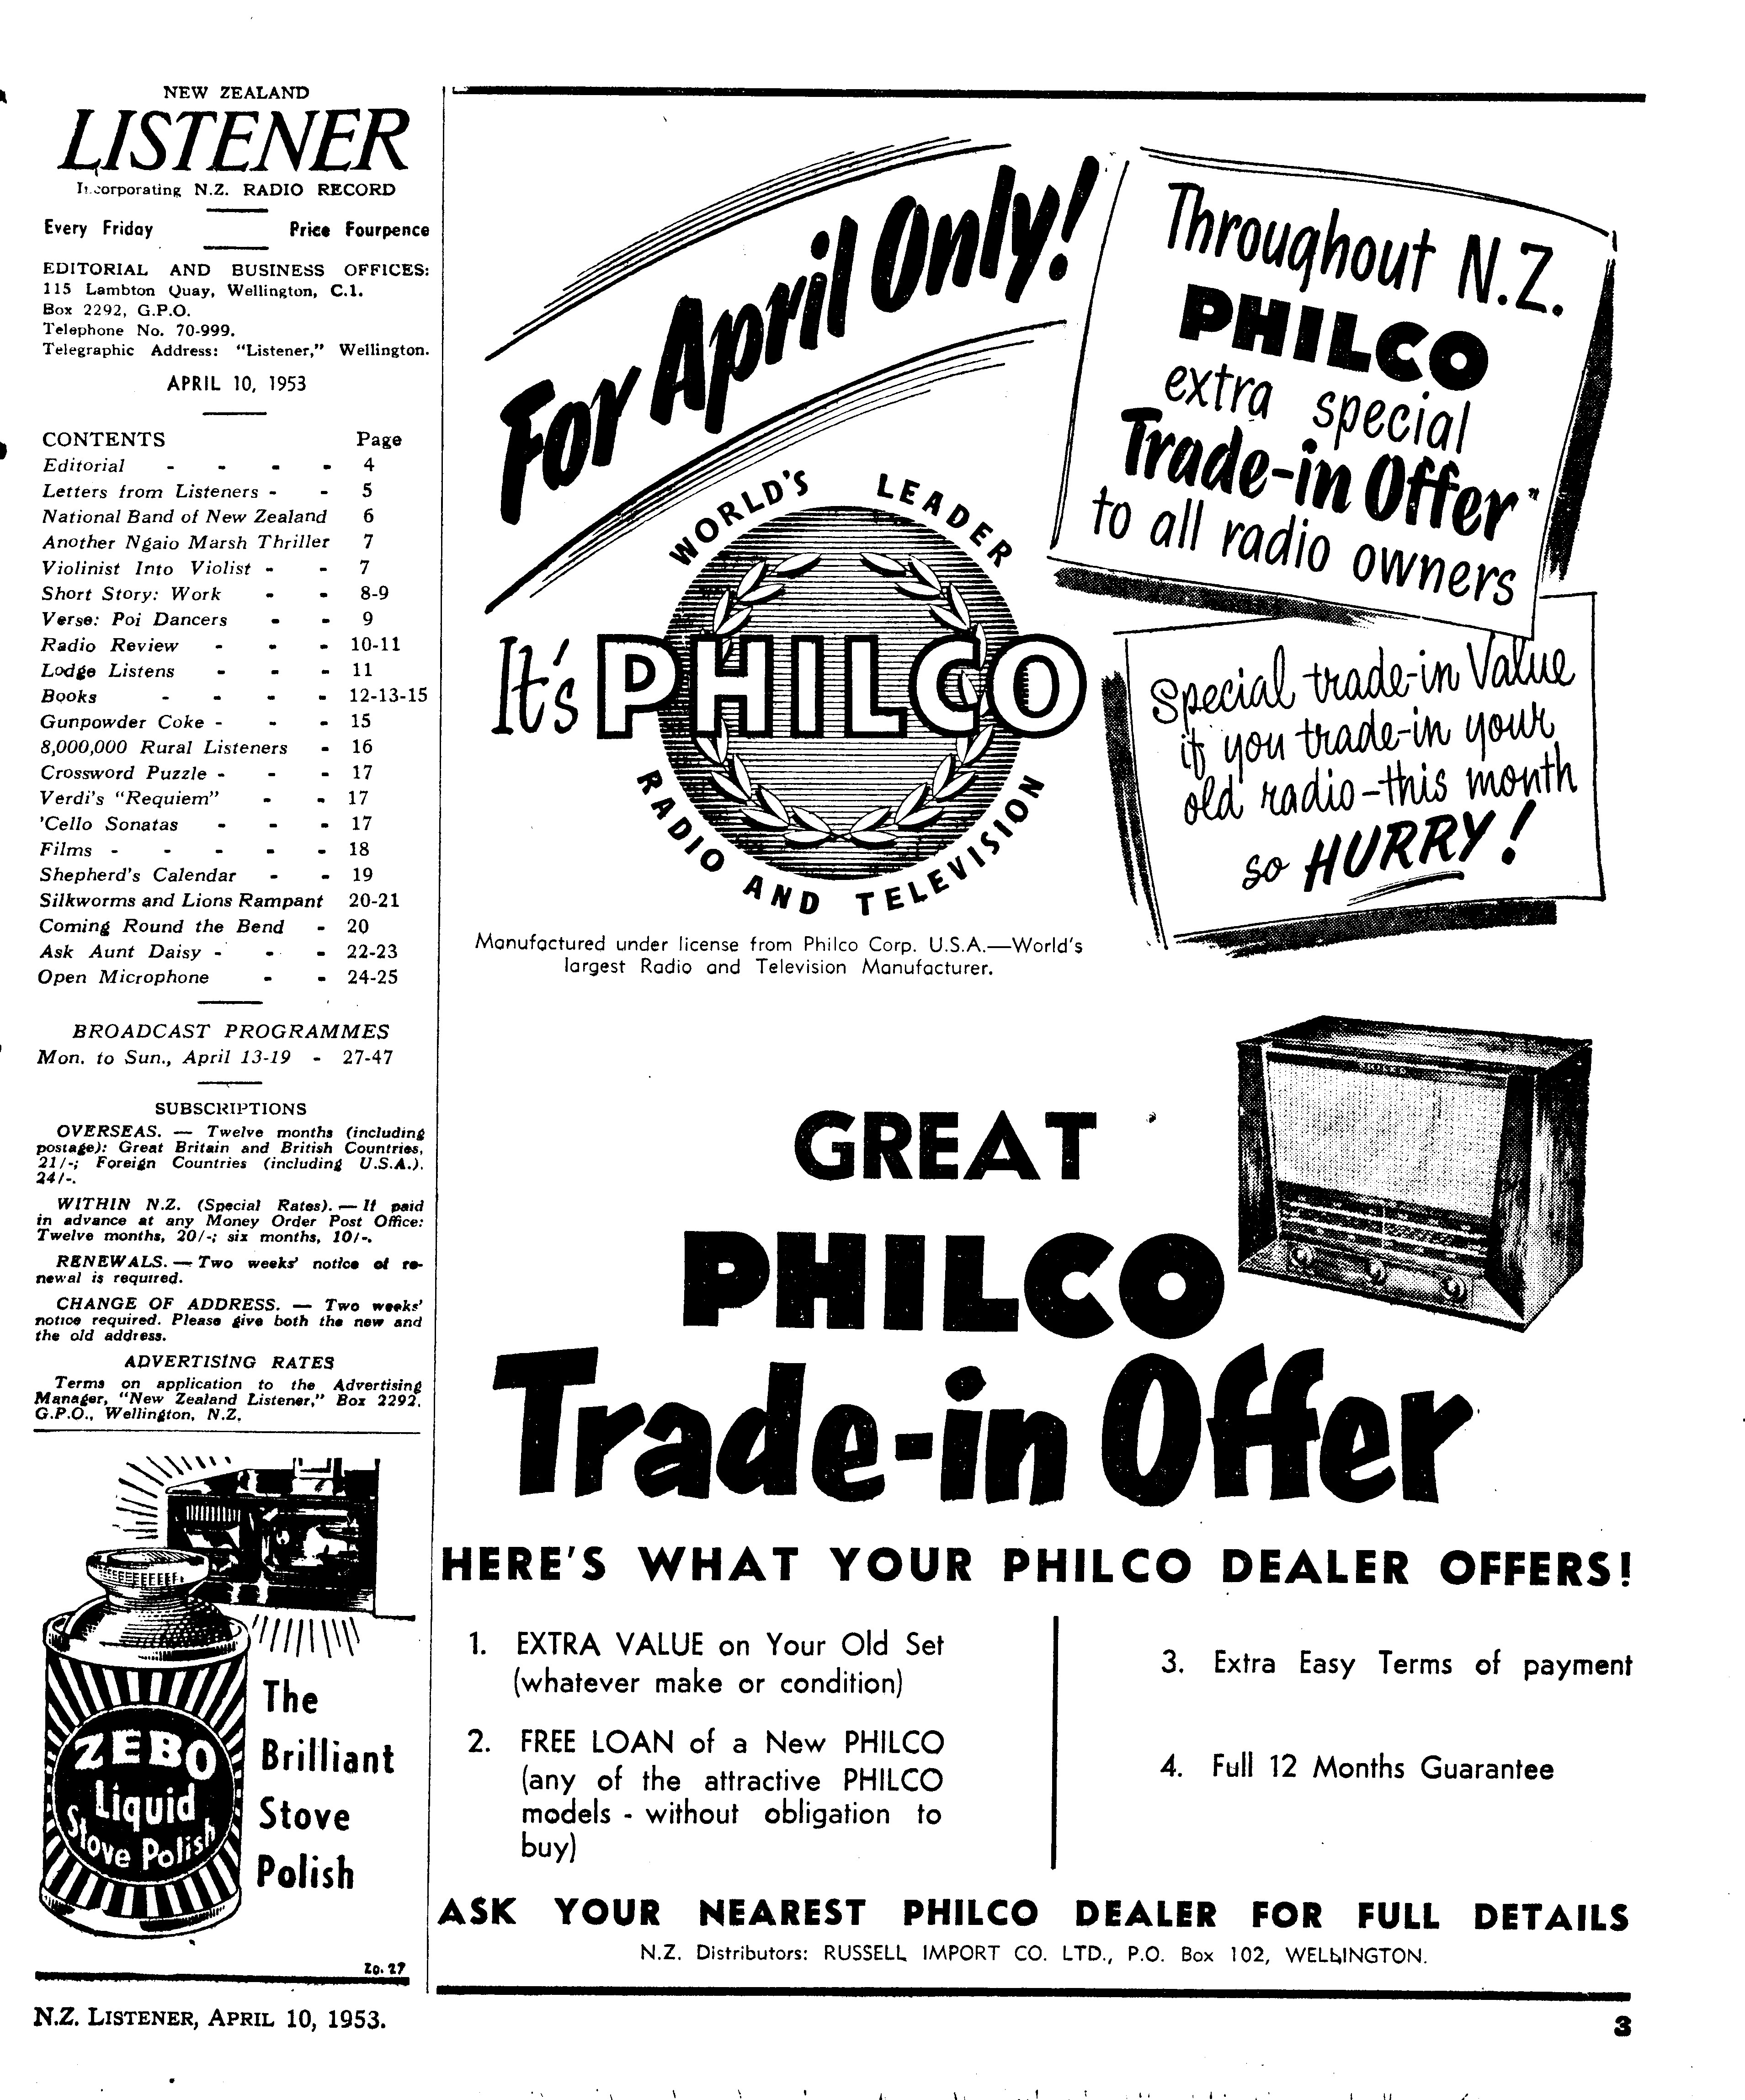 NEW ZEALAND
LISTENER
Incorporating N.Z. RADIO RECORD
Every Friday Price Fourpence
EDITORIAL AND BUSINESS OFFICES:
115 Lambton Quay, Wellington, C.1.
Box 2292, G.P.O.
Telephone No. 70-999.
Telegraphic Address: "Listener," Wellington.
APRIL 10, 1953
CONTENTS Page
Editorial - - - - 4
Letters from Listeners - - 5
National Band of New Zealand 6
Another Ngaio Marsh Thriller 7
Violinist Into Violist - - 7
Short Story: Work - - 8-9
Verse: Poi Dancers - - 9
Radio Review - - - 10-11
Lodge Listens - - - 11
Books - - - - 12-13-15
Gunpowder Coke - - - 15
8,000,000 Rural Listeners - 16
Crossword Puzzle - - - 17
Verdi's "Requiem" - - 17
'Cello Sonatas - - - 17
Films - - - - - 18
Shepherd's Calendar - - 19
Silkworms and Lions Rampant 20-21
Coming Round the Bend - 20
Ask Aunt Daisy - - - 22-23
Open Microphone - - 24-25
BROADCAST PROGRAMMES
Mon. to Sun., April 13-19 - 27-47
SUBSCRIPTIONS
OVERSEAS. — Twelve months (including
postage): Great Britain and British Countries,
21/-; Foreign Countries (including U.S.A.),
24/-.
WITHIN N.Z. (Special Rates). — If paid
in advance at any Money Order Post Office:
Twelve months, 20/-; six months, 10/-.
RENEWALS. — Two weeks' notice of re-
newal is required.
CHANGE OF ADDRESS. — Two weeks'
notice required. Please give both the new and
the old address.
ADVERTISING RATES
Terms on application to the Advertising
Manager, "New Zealand Listener," Box 2292,
G.P.O., Wellington, N.Z.
ZEBO
Liquid
Stove Polish
The
Brilliant
Stove
Polish
Zo. 27
For April Only!
Throughout N.Z.
PHILCO
extra special
Trade-in Offer"
to all radio owners
WORLD'S LEADER
It's PHILCO
RADIO AND TELEVISION
Special trade-in Value
if you trade-in your
old radio—this month
so HURRY!
Manufactured under license from Philco Corp. U.S.A.—World's
largest Radio and Television Manufacturer.
PHILCO
GREAT
PHILCO
Trade-in Offer
HERE'S WHAT YOUR PHILCO DEALER OFFERS!
1. EXTRA VALUE on Your Old Set
(whatever make or condition)
2. FREE LOAN of a New PHILCO
(any of the attractive PHILCO
models - without obligation to
buy)
3. Extra Easy Terms of payment
4. Full 12 Months Guarantee
ASK YOUR NEAREST PHILCO DEALER FOR FULL DETAILS
N.Z. Distributors: RUSSELL IMPORT CO. LTD., P.O. Box 102, WELLINGTON.
N.Z. LISTENER, APRIL 10, 1953.
3